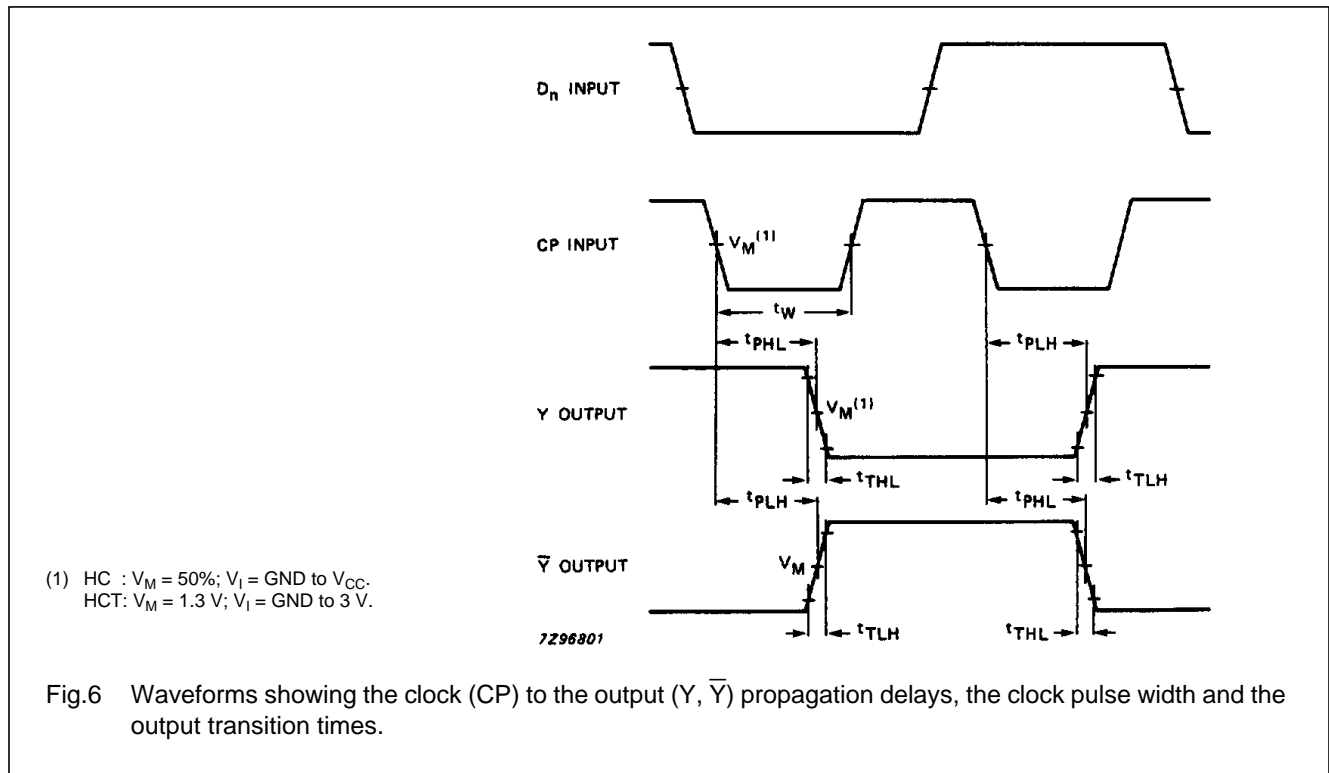 Dn INPUT
CP INPUT
VM(1)
tW
tPHL
tPLH
Y OUTPUT
VM(1)
tTHL
tTLH
tPLH
tPHL
Y̅ OUTPUT
VM
tTLH
tTHL
7Z96801
(1) HC : VM = 50%; VI = GND to VCC.
HCT: VM = 1.3 V; VI = GND to 3 V.
Fig.6 Waveforms showing the clock (CP) to the output (Y, Y̅) propagation delays, the clock pulse width and the
output transition times.